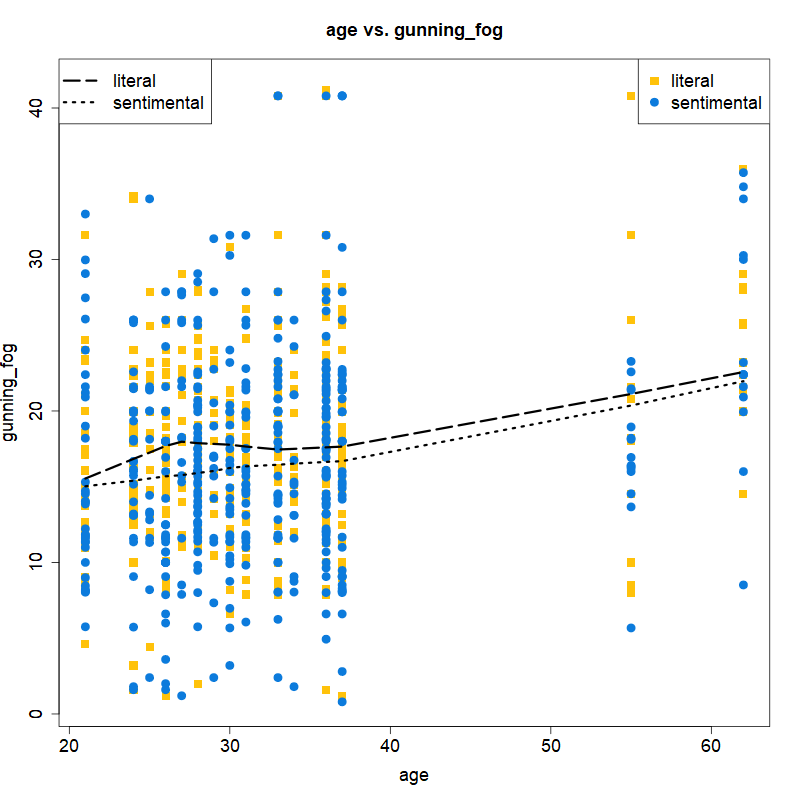 age vs. gunning_fog
literal
sentimental
literal
sentimental
gunning_fog
40
30
20
10
0
20
30
40
50
60
age